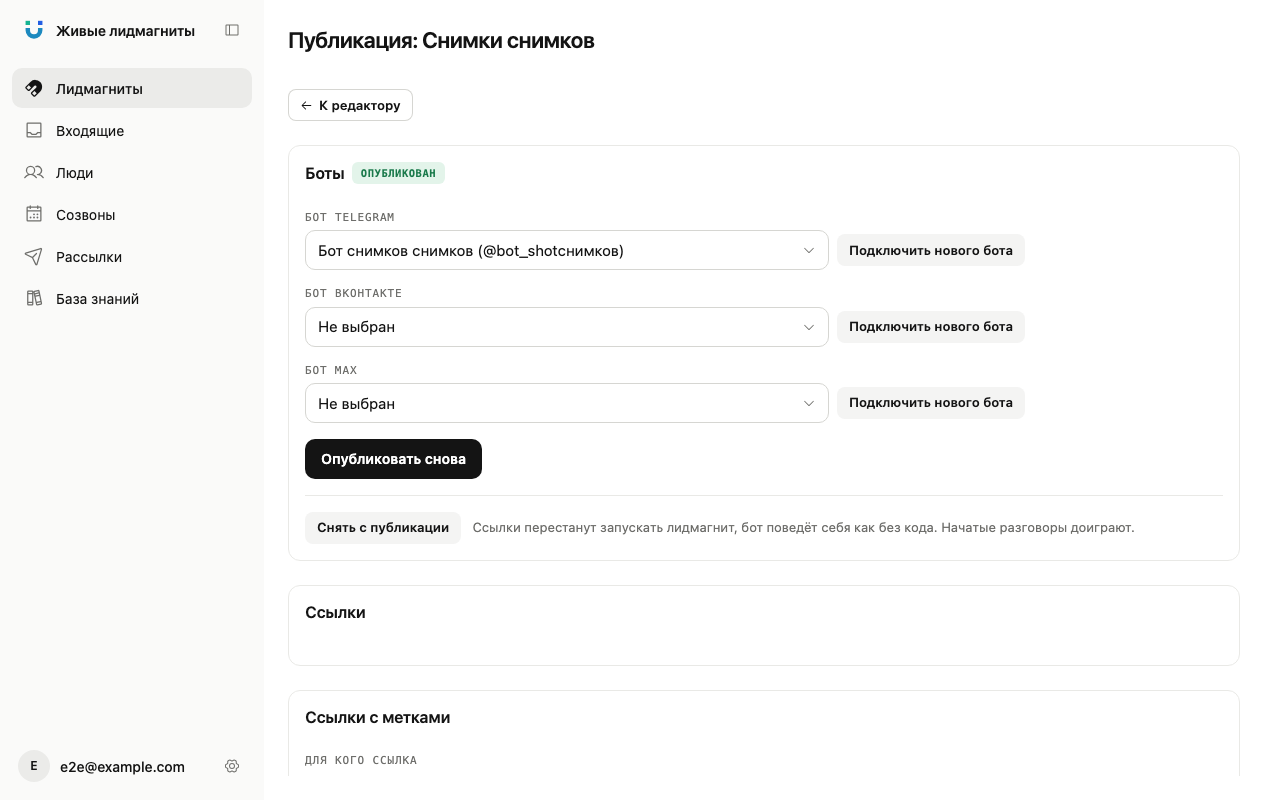 Живые лидмагниты
Лидмагниты
Входящие
Люди
Созвоны
Рассылки
База знаний
E
e2e@example.com
Публикация: Снимки снимков
← К редактору
Боты
ОПУБЛИКОВАН
БОТ TELEGRAM
Бот снимков снимков (@bot_shotснимков)
Подключить нового бота
БОТ ВКОНТАКТЕ
Не выбран
Подключить нового бота
БОТ MAX
Не выбран
Подключить нового бота
Опубликовать снова
Снять с публикации
Ссылки перестанут запускать лидмагнит, бот поведёт себя как без кода. Начатые разговоры доиграют.
Ссылки
Ссылки с метками
ДЛЯ КОГО ССЫЛКА